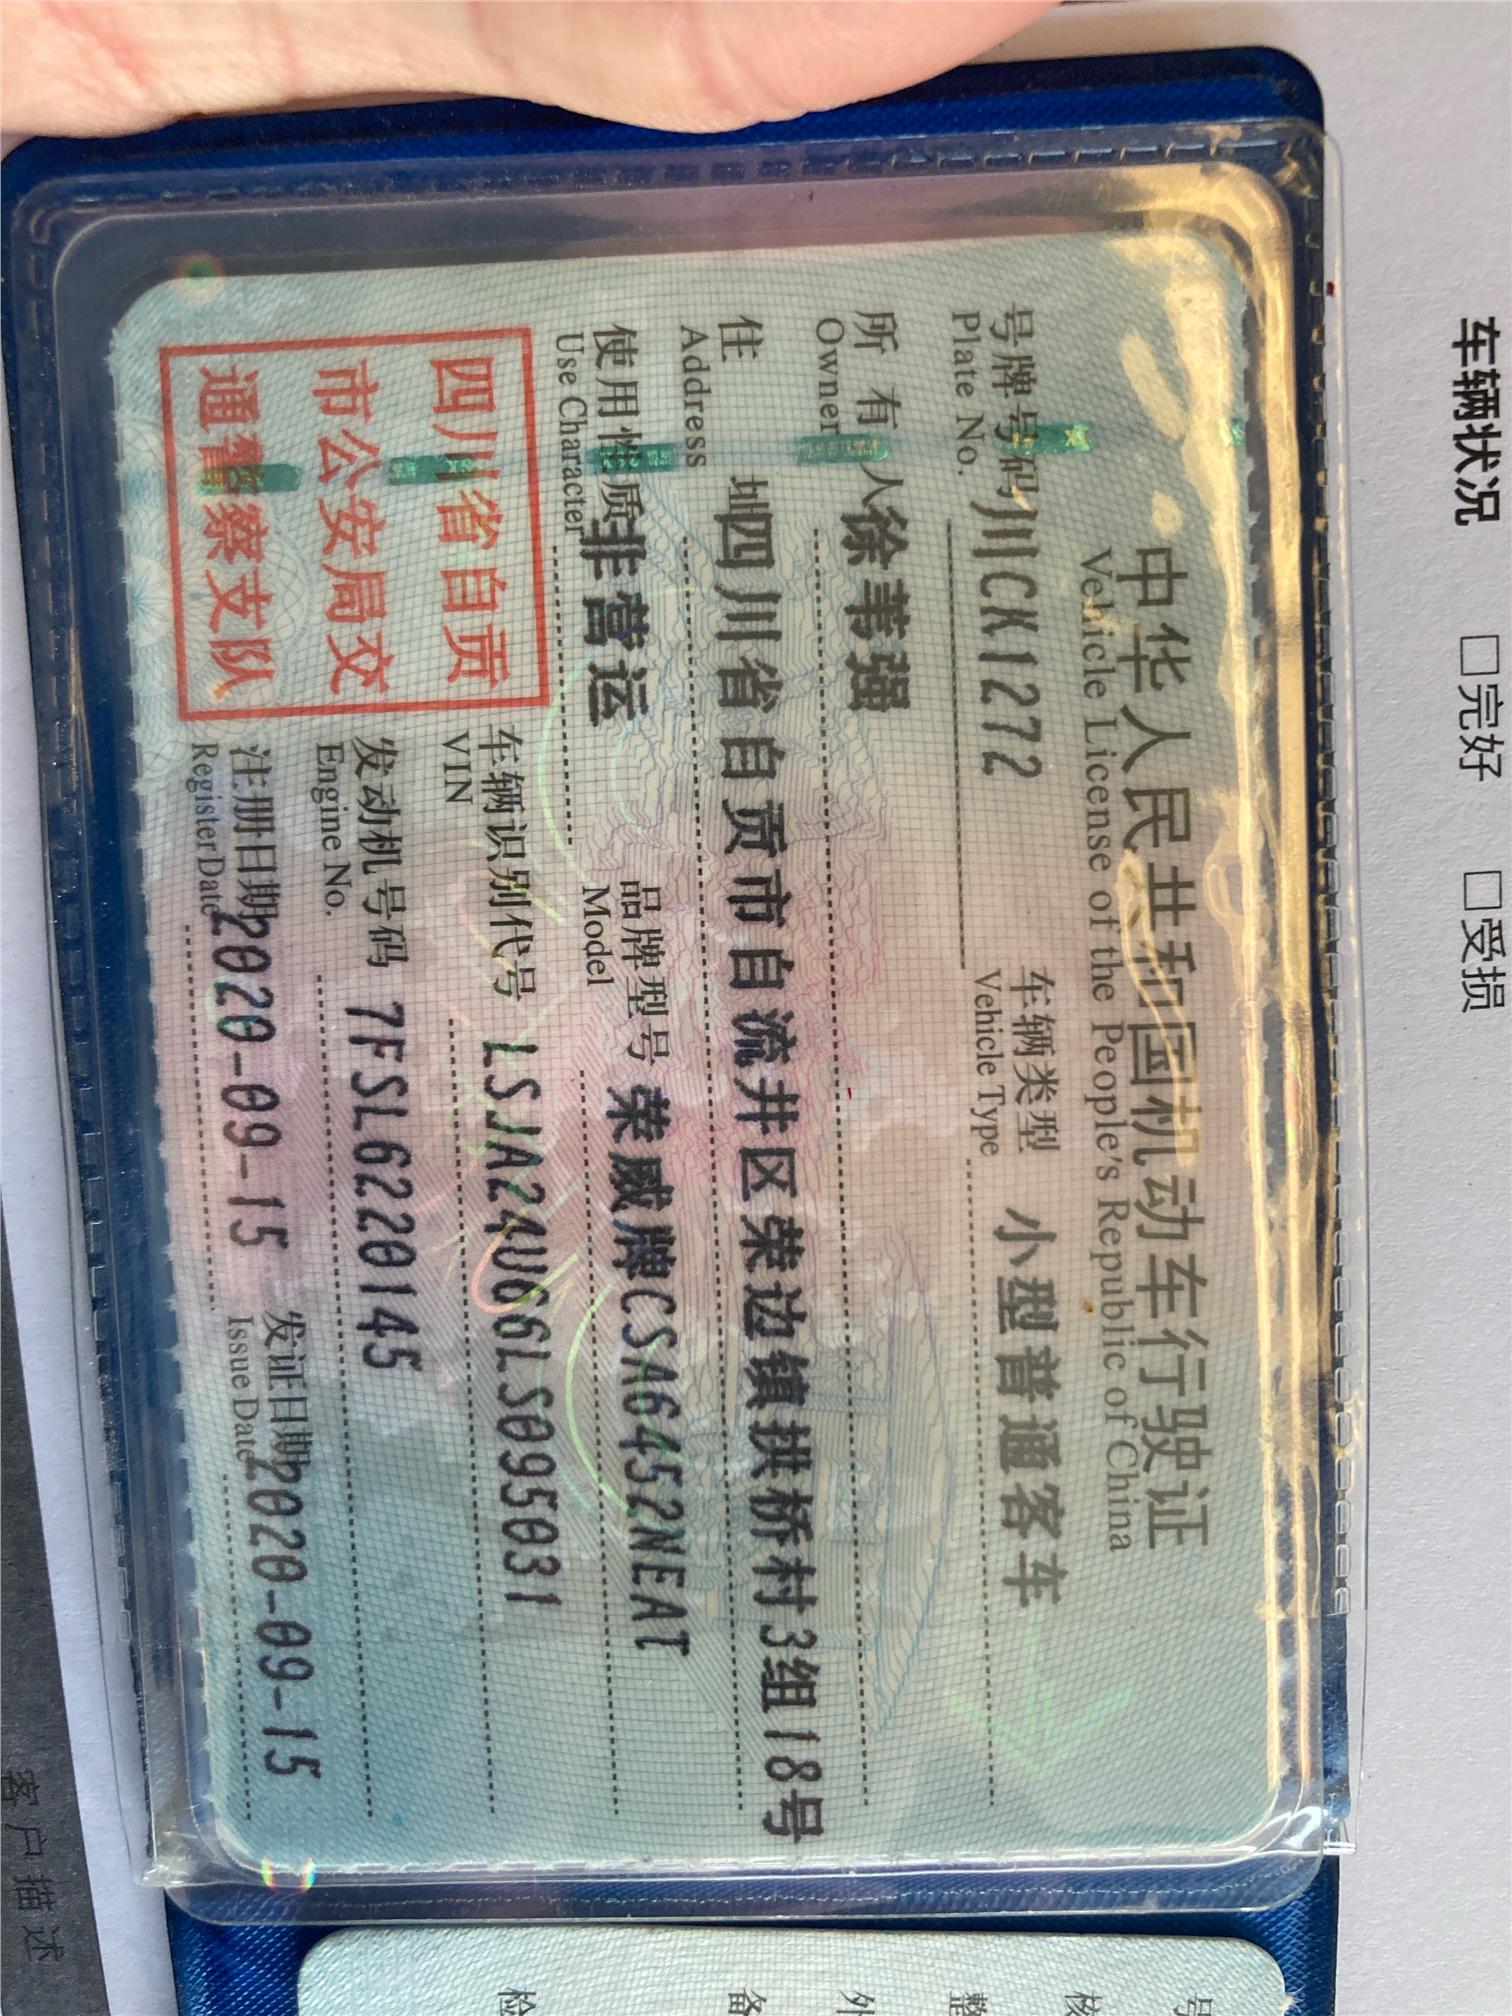 车辆状况 □完好 □受损
中华人民共和国机动车行驶证
Vehicle License of the People's Republic of China
号牌号码 川CK1272 车辆类型 小型普通客车
Plate No. Vehicle Type
所有人 徐苇强
Owner
住址 四川省自贡市自流井区荣边镇拱桥村3组18号
Address
使用性质 非营运 品牌型号 荣威牌CSA6452NEAT
Use Character Model
四川省自贡
市公安局交
通警察支队
车辆识别代号 LSJA24U66LS095031
VIN
发动机号码 7FSL6220145
Engine No.
注册日期 2020-09-15 发证日期 2020-09-15
Register Date Issue Date
号
核
整
外
备
检
客户描述